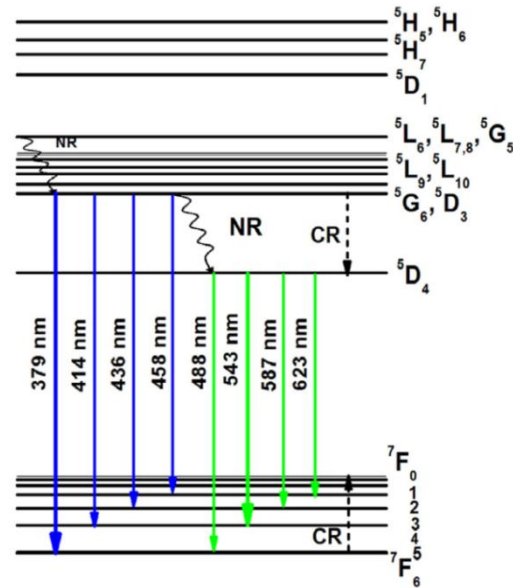 ⁵H₅,⁵H₆
⁵H₇
⁵D₁
⁵L₆,⁵L₇,₈,⁵G₅
NR
⁵L₉,⁵L₁₀
⁵G₆,⁵D₃
NR
CR
⁵D₄
379 nm
414 nm
436 nm
458 nm
488 nm
543 nm
587 nm
623 nm
⁷F₀
1
2
3
4
CR
5
⁷F₆